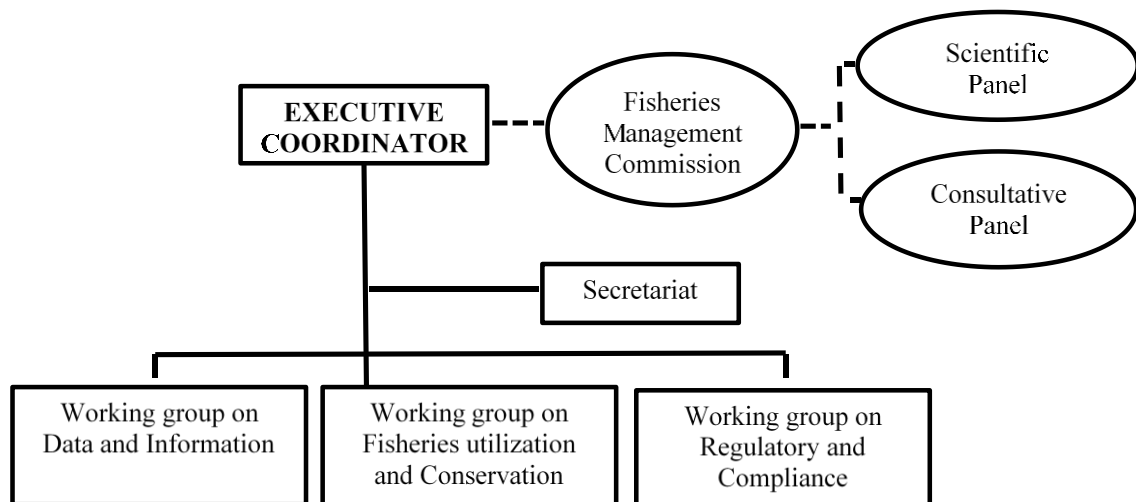 EXECUTIVE
COORDINATOR
Fisheries
Management
Commission
Scientific
Panel
Consultative
Panel
Secretariat
Working group on
Data and Information
Working group on
Fisheries utilization
and Conservation
Working group on
Regulatory and
Compliance